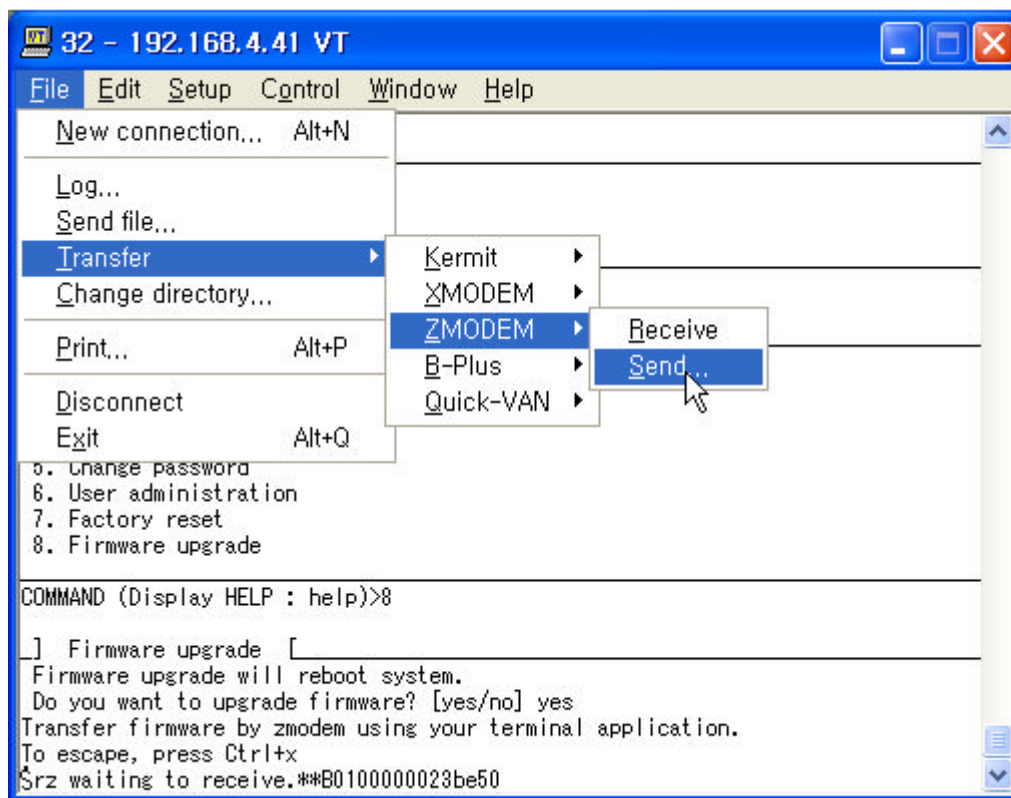 32 - 192.168.4.41 VT
File Edit Setup Control Window Help
New connection... Alt+N
Log...
Send file...
Transfer
Change directory...
Print... Alt+P
Disconnect
Exit Alt+Q
Kermit
XMODEM
ZMODEM
B-Plus
Quick-VAN
Receive
Send...
5. Change password
6. User administration
7. Factory reset
8. Firmware upgrade
COMMAND (Display HELP : help)>8
_] Firmware upgrade [
Firmware upgrade will reboot system.
Do you want to upgrade firmware? [yes/no] yes
Transfer firmware by zmodem using your terminal application.
To escape, press Ctrl+x
Srz waiting to receive.**B0100000023be50